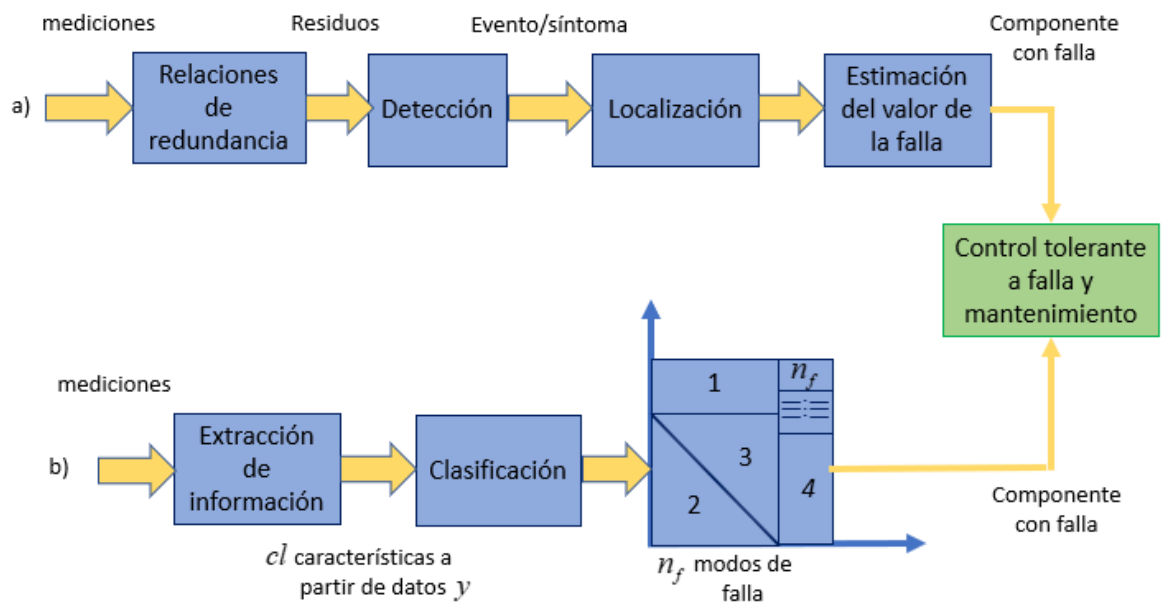 mediciones
Residuos
Evento/síntoma
Componente
con falla
a)
Relaciones
de
redundancia
Detección
Localización
Estimación
del valor de
la falla
Control tolerante
a falla y
mantenimiento
mediciones
b)
Extracción
de
información
Clasificación
1
2
3
4
n_f
Componente
con falla
cl características a
partir de datos y
n_f modos de
falla